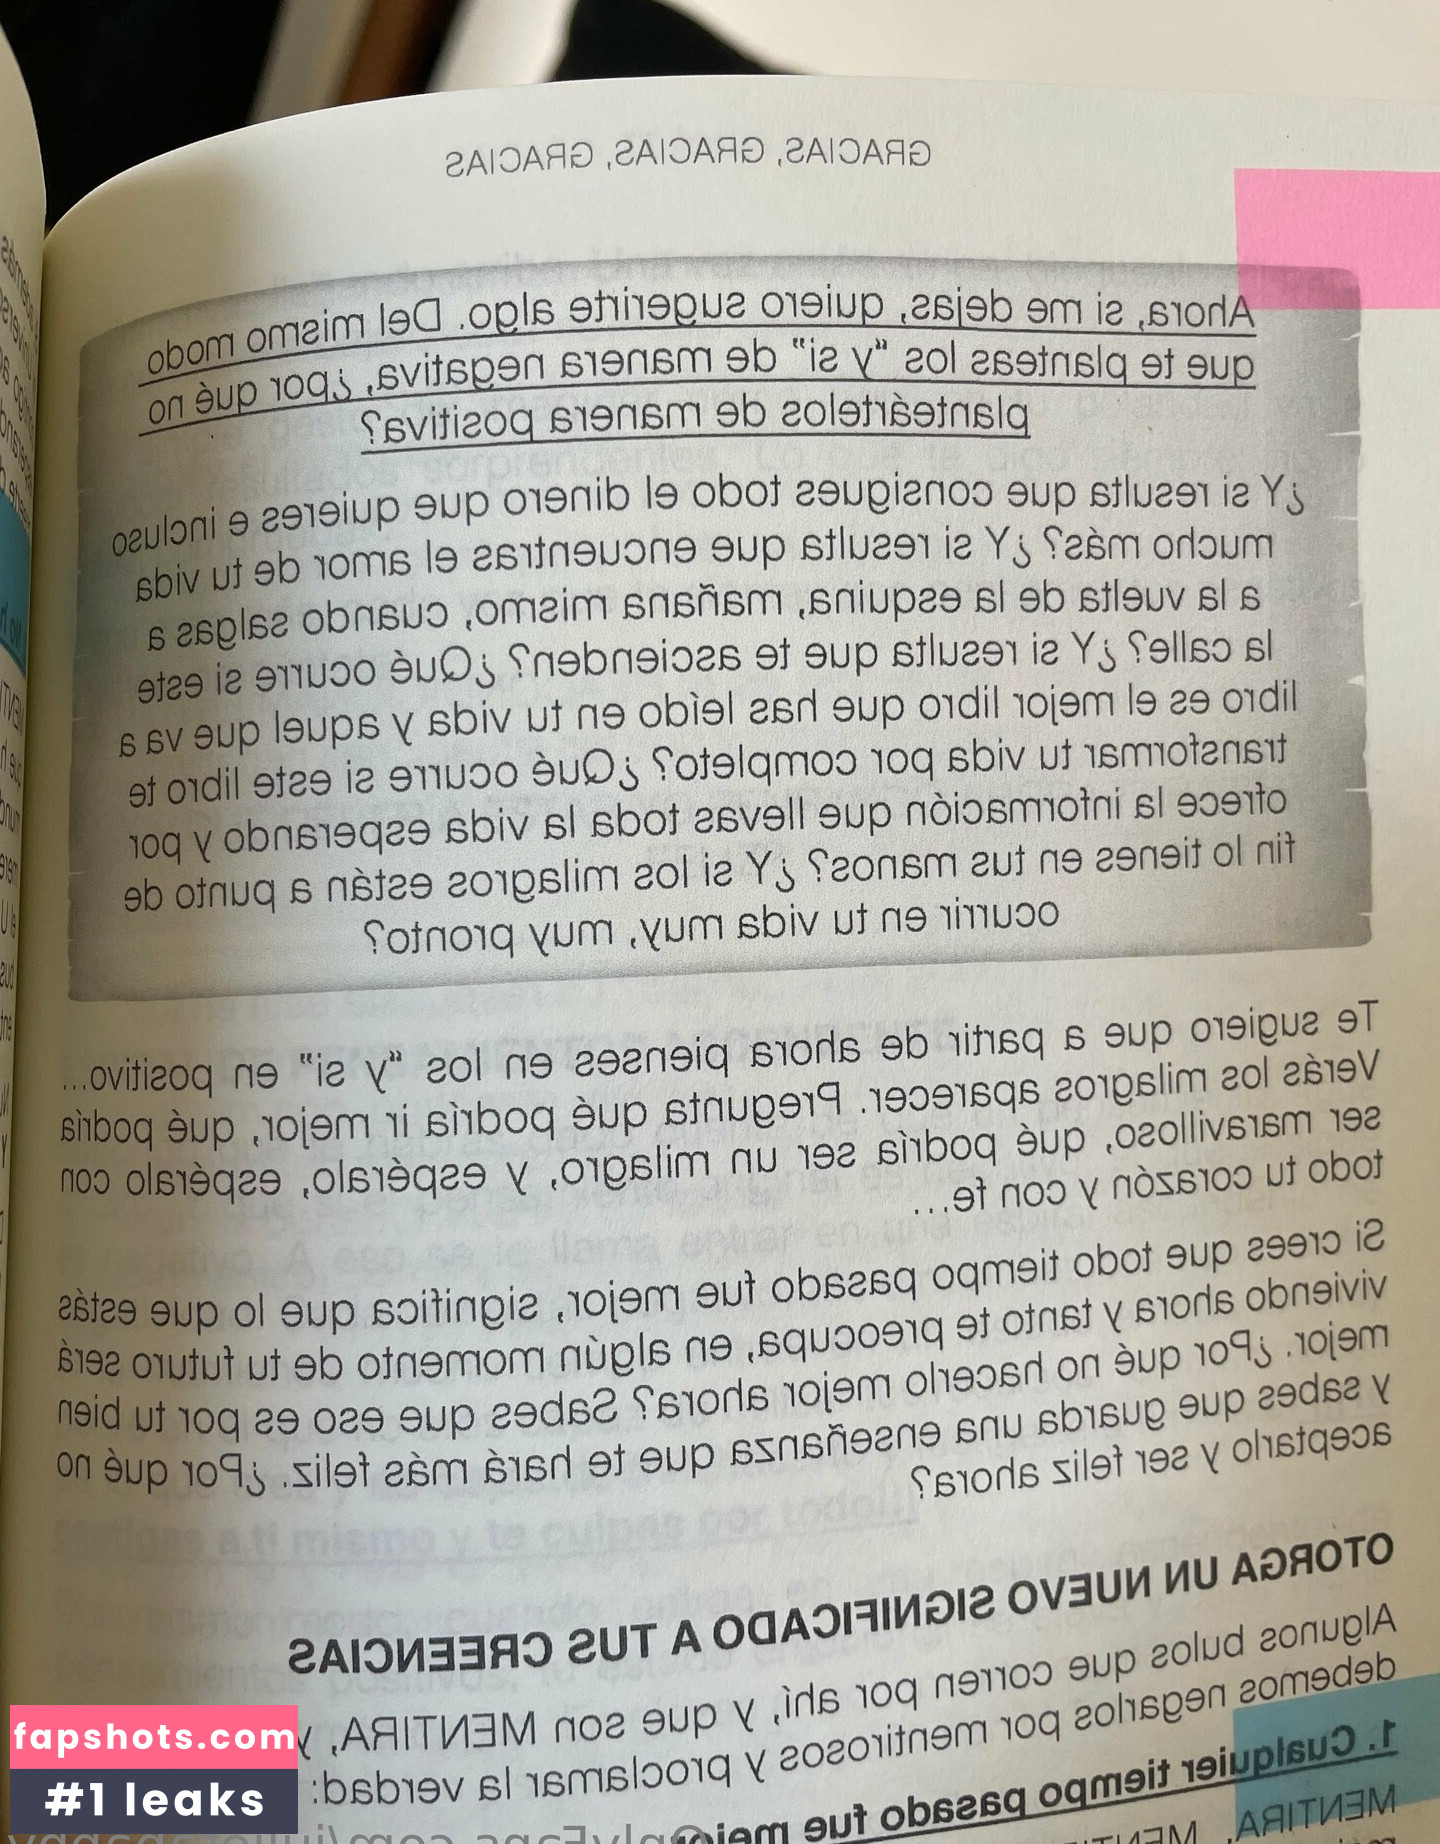 GRACIAS, GRACIAS, GRACIAS
Ahora, si me dejas, quiero sugerirte algo. Del mismo modo
que te planteas los “y si” de manera negativa, ¿por qué no
planteártelos de manera positiva?
¿Y si resulta que consigues todo el dinero que quieres e incluso
mucho más? ¿Y si resulta que encuentras el amor de tu vida
a la vuelta de la esquina, mañana mismo, cuando salgas a
la calle? ¿Y si resulta que te ascienden? ¿Qué ocurre si este
libro es el mejor libro que has leído en tu vida y aquel que va a
transformar tu vida por completo? ¿Qué ocurre si este libro te
ofrece la información que llevas toda la vida esperando y por
fin lo tienes en tus manos? ¿Y si los milagros están a punto de
ocurrir en tu vida muy, muy pronto?
Te sugiero que a partir de ahora pienses en los “y si” en positivo...
Verás los milagros aparecer. Pregunta qué podría ir mejor, qué podría
ser maravilloso, qué podría ser un milagro, y espéralo, espéralo con
todo tu corazón y con fe...
Si crees que todo tiempo pasado fue mejor, significa que lo que estás
viviendo ahora y tanto te preocupa, en algún momento de tu futuro será
mejor. ¿Por qué no hacerlo mejor ahora? Sabes que eso es por tu bien
y sabes que guarda una enseñanza que te hará más feliz. ¿Por qué no
aceptarlo y ser feliz ahora?
OTORGA UN NUEVO SIGNIFICADO A TUS CREENCIAS
Algunos bulos que corren por ahí, y que son MENTIRA, y
debemos negarlos por mentirosos y proclamar la verdad:
1. Cualquier tiempo pasado fue mejor
MENTIRA,
fapshots.com
#1 leaks